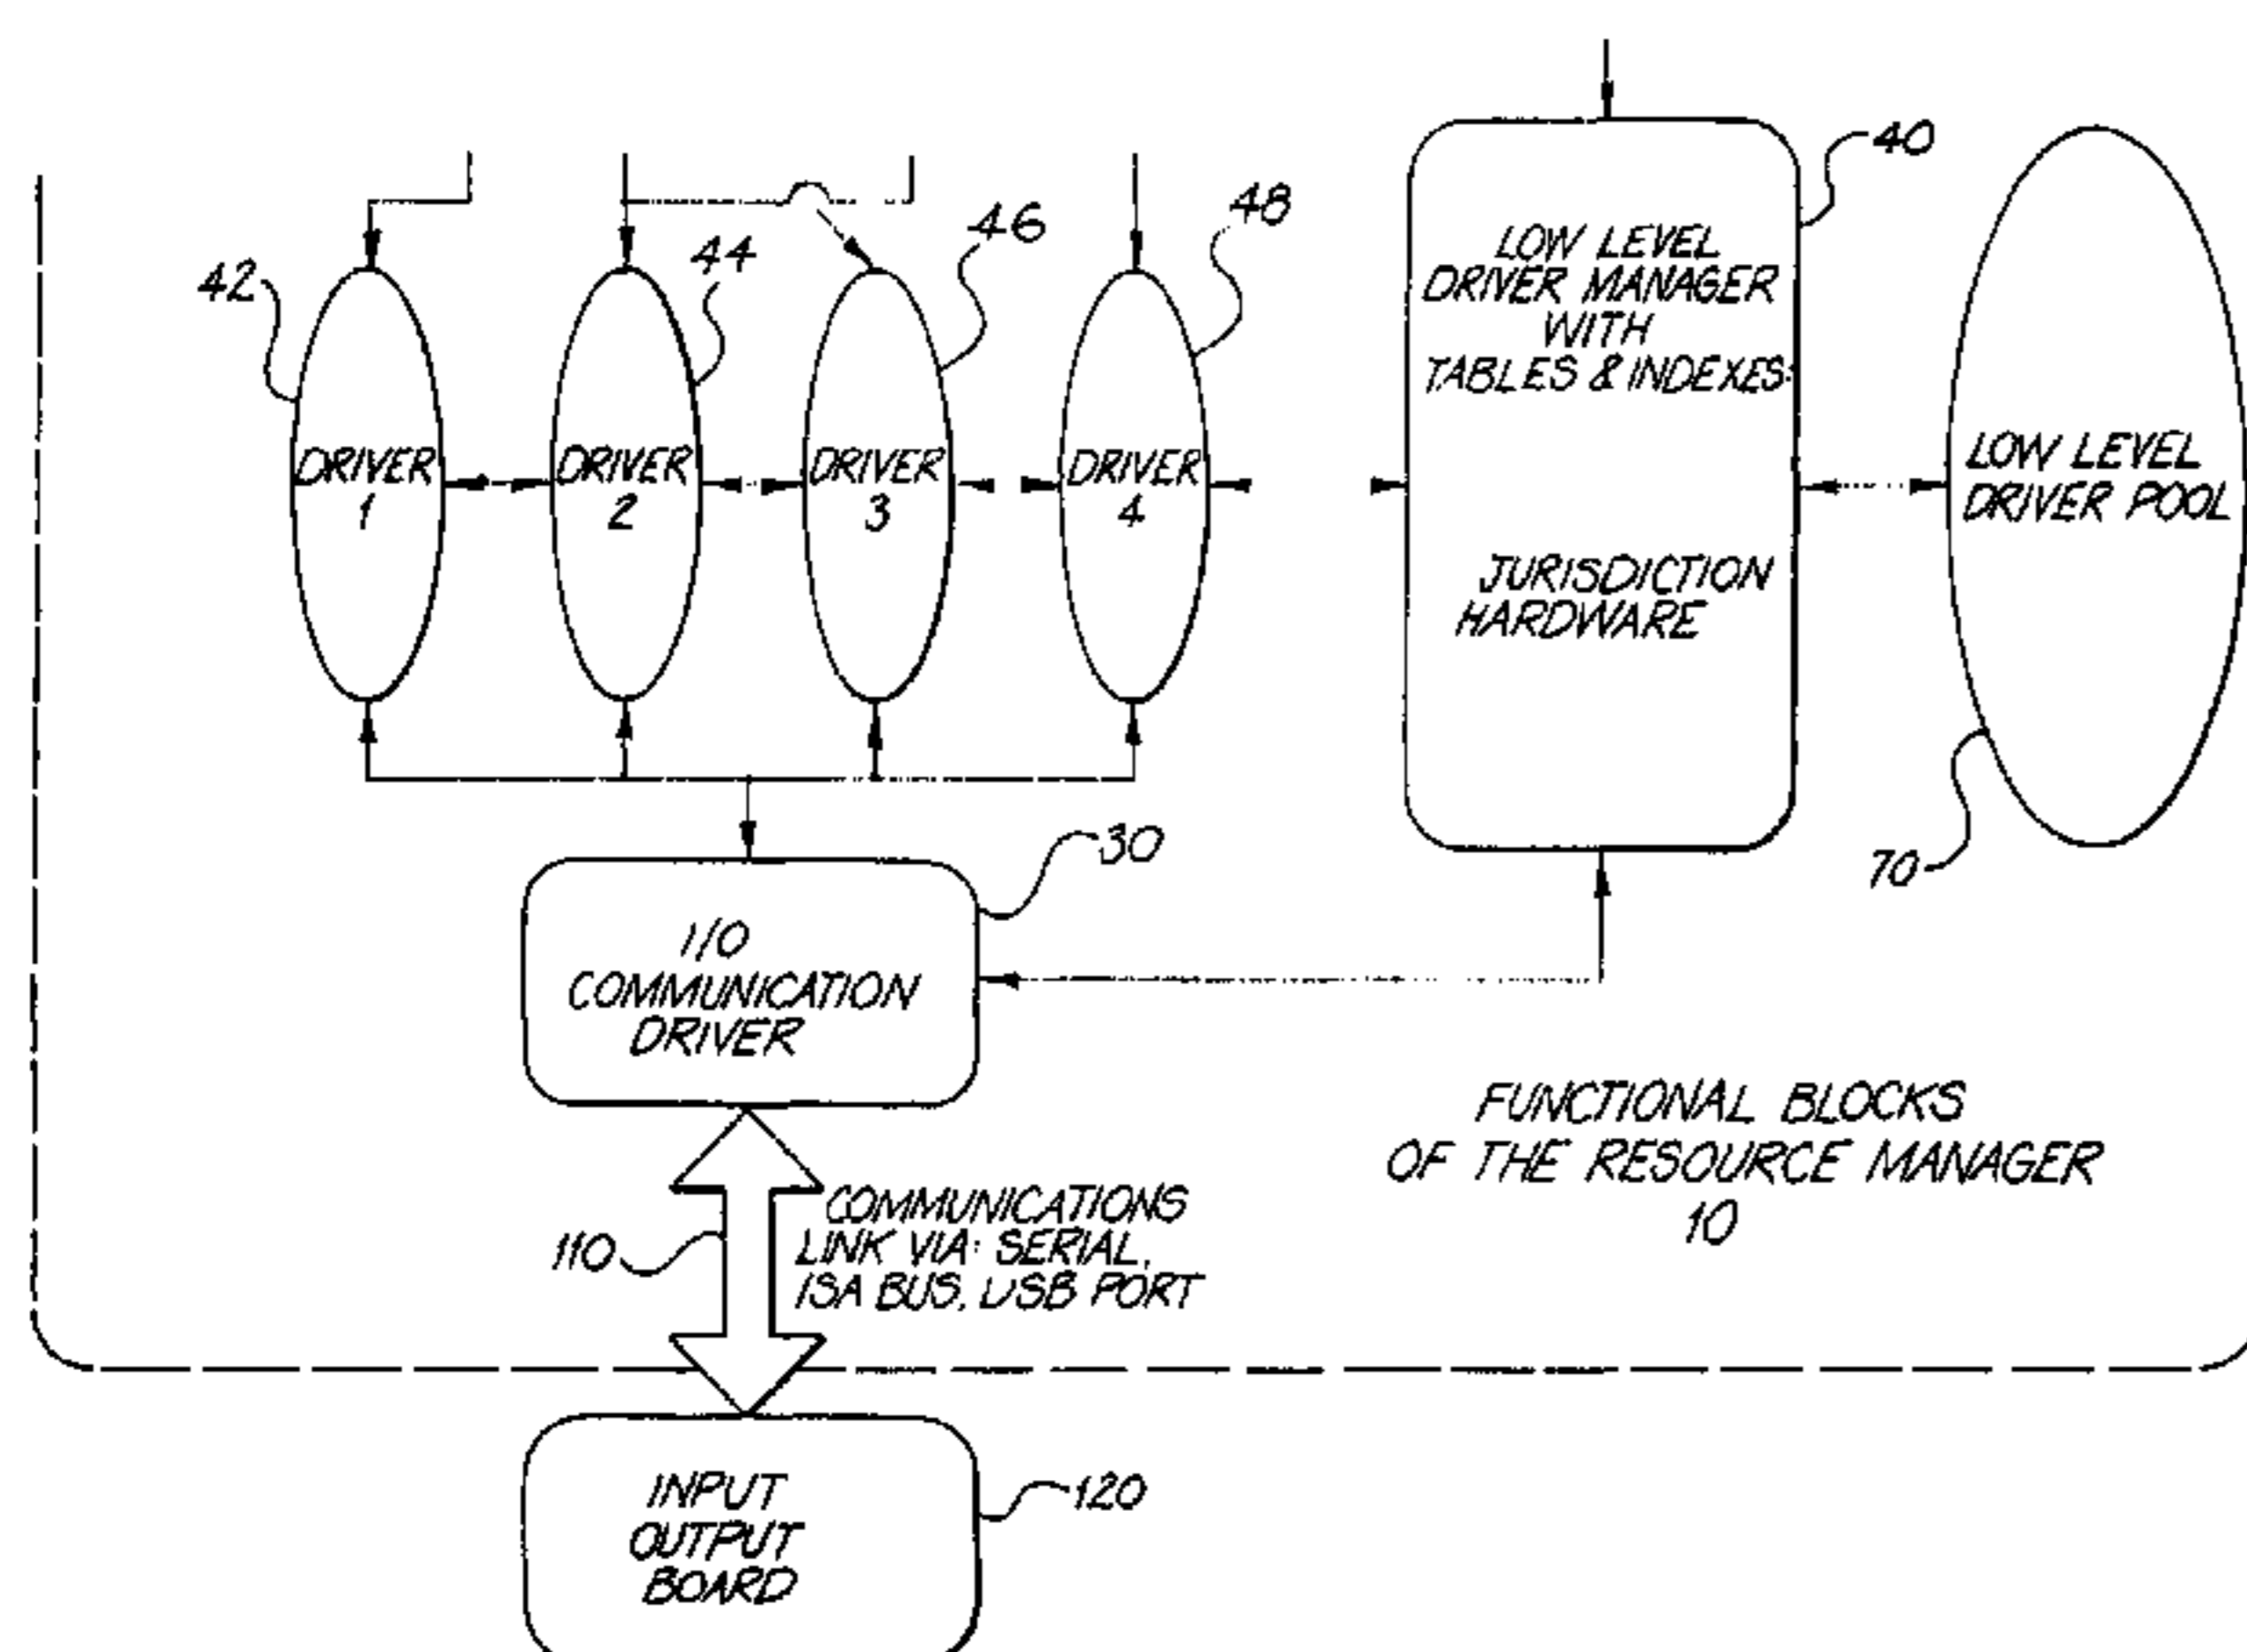 40
48
46
44
42
LOW LEVEL
DRIVER MANAGER
WITH
TABLES & INDEXES:
JURISDICTION
HARDWARE
DRIVER
1
DRIVER
2
DRIVER
3
DRIVER
4
LOW LEVEL
DRIVER POOL
70
30
I/O
COMMUNICATION
DRIVER
FUNCTIONAL BLOCKS
OF THE RESOURCE MANAGER
10
110
COMMUNICATIONS
LINK VIA: SERIAL,
ISA BUS, USB PORT
INPUT
OUTPUT
BOARD
120